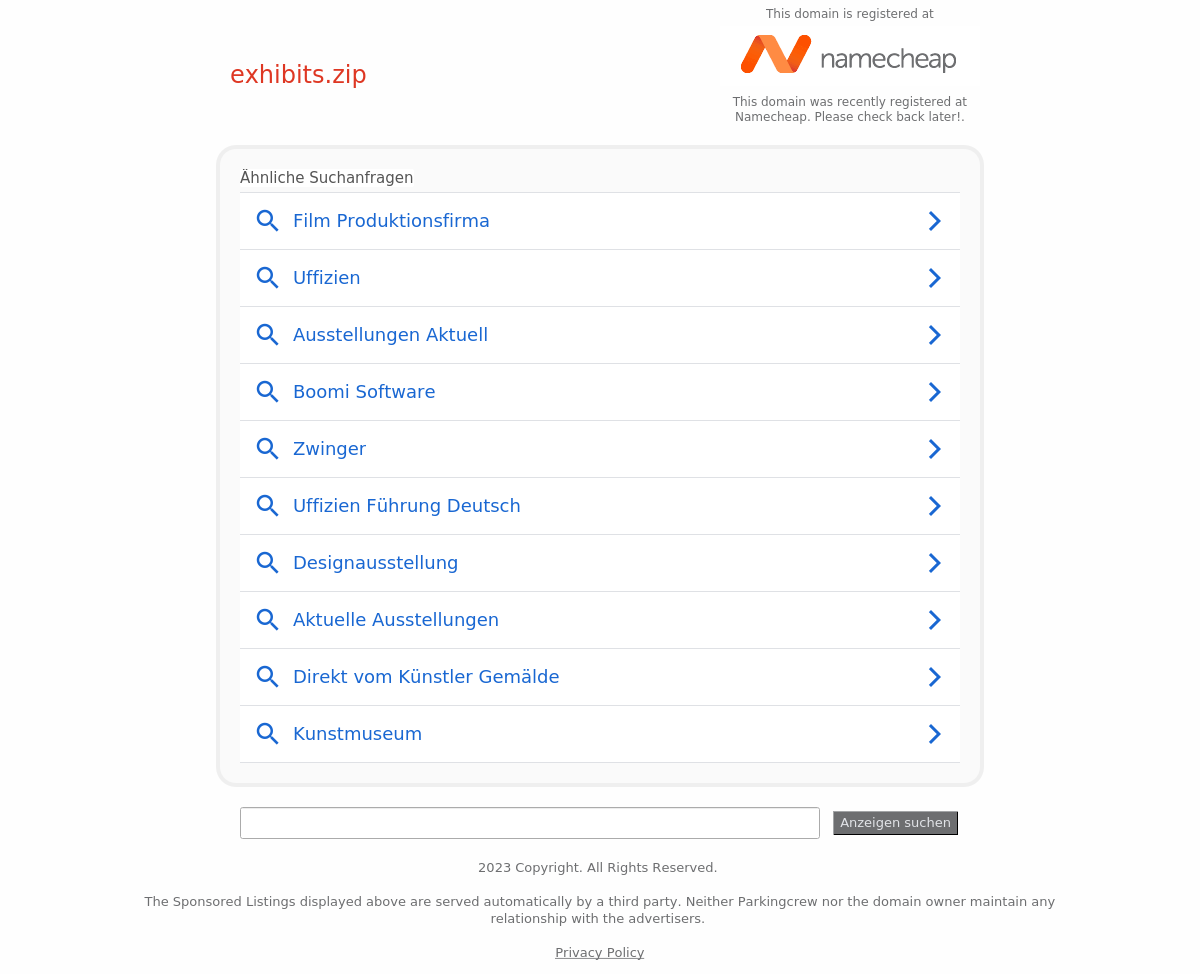 This domain is registered at
namecheap
exhibits.zip
This domain was recently registered at
Namecheap. Please check back later!.
Ähnliche Suchanfragen
Film Produktionsfirma
Uffizien
Ausstellungen Aktuell
Boomi Software
Zwinger
Uffizien Führung Deutsch
Designausstellung
Aktuelle Ausstellungen
Direkt vom Künstler Gemälde
Kunstmuseum
Anzeigen suchen
2023 Copyright. All Rights Reserved.
The Sponsored Listings displayed above are served automatically by a third party. Neither Parkingcrew nor the domain owner maintain any
relationship with the advertisers.
Privacy Policy